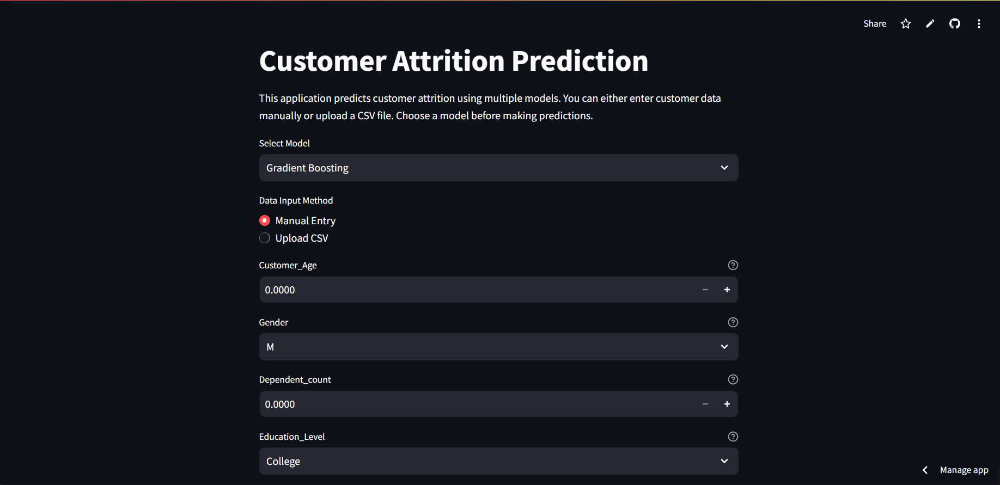 Share
Customer Attrition Prediction
This application predicts customer attrition using multiple models. You can either enter customer data
manually or upload a CSV file. Choose a model before making predictions.
Select Model
Gradient Boosting
Data Input Method
Manual Entry
Upload CSV
Customer_Age
0.0000
Gender
M
Dependent_count
0.0000
Education_Level
College
Manage app